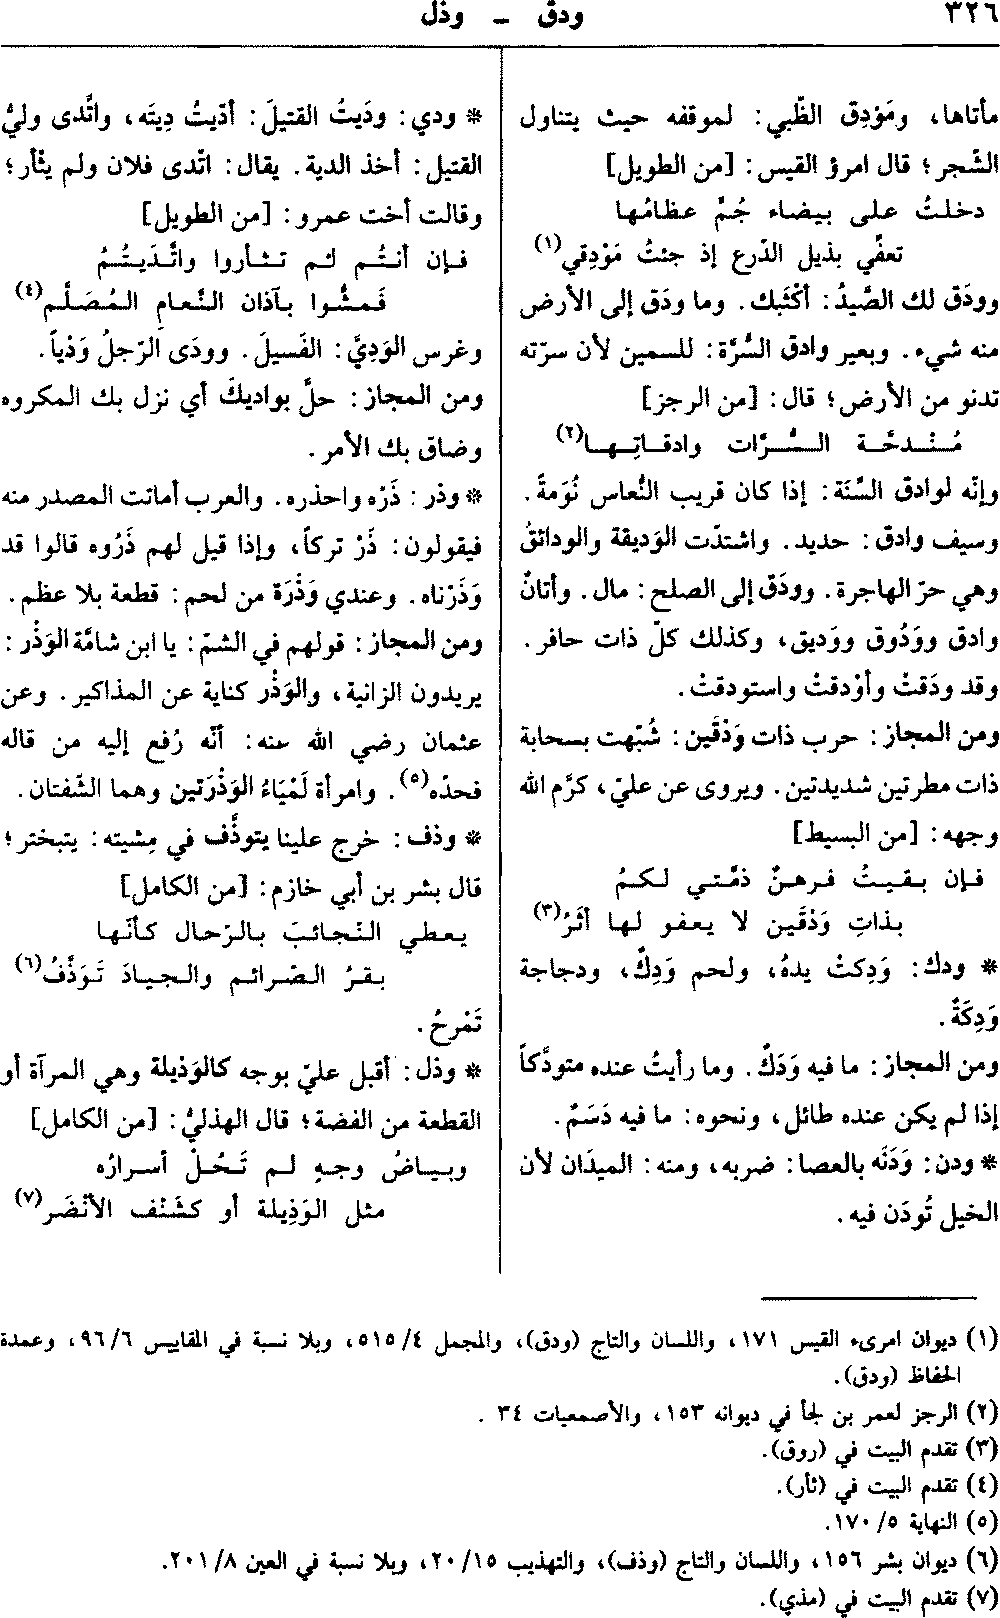 ٣٢٦
ودق – وذل
مأتاها، ومَوْدِق الظّبي: لموقفه حيث يتناول
الشّجر؛ قال امرؤ القيس: [من الطويل]
دخلتُ على بيضاء جُمٍّ عظامُها
تعفّي بذيل الدّرع إذ جئتُ مَوْدِقي(١)
وودَق لك الصَّيدُ: أكْثَبك. وما ودَق إلى الأرض
منه شيء. وبعير وادق السُّرَّة: للسمين لأن سرّته
تدنو من الأرض؛ قال: [من الرجز]
مُنْدحَّة السُّرَّات وادقاتِها(٢)
وإنّه لوادق السِّنَة: إذا كان قريب النُّعاس نُوَمةً.
وسيف وادق: حديد. واشتدّت الوَديقة والودائقُ
وهي حرّ الهاجرة. وودَق إلى الصلح: مال. وأتانٌ
وادق ووَدُوق ووَديق، وكذلك كلّ ذات حافر.
وقد ودَقتْ وأوْدقتْ واستودقتْ.
ومن المجاز: حرب ذات وَدْقَين: شُبّهت بسحابة
ذات مطرتين شديدتين. ويروى عن عليّ، كرَّم الله
وجهه: [من البسيط]
فإن بقيتُ فرهنٌ ذمّتي لكمُ
بذاتِ وَدْقَين لا يعفو لها أثَرُ(٣)
* ودك: وَدِكتْ يدهُ، ولحم وَدِكٌ، ودجاجة
وَدِكَةٌ.
ومن المجاز: ما فيه وَدَكٌ. وما رأيتُ عنده متودَّكاً
إذا لم يكن عنده طائل، ونحوه: ما فيه دَسَمٌ.
* ودن: وَدَنَه بالعصا: ضربه، ومنه: الميدَان لأن
الخيل تُودَن فيه.
* ودي: ودَيتُ القتيلَ: أدّيتُ دِيتَه، واتَّدى وليُّ
القتيل: أخذ الدية. يقال: اتّدى فلان ولم يثْأر؛
وقالت أخت عمرو: [من الطويل]
فإن أنتُم لم تثأروا واتَّدَيتُمُ
فَمشُّوا بآذان النَّعامِ المُصَلَّم(٤)
وغرس الوَدِيَّ: الفَسيلَ. وودَى الرّجلُ وَدْياً.
ومن المجاز: حلَّ بواديكَ أي نزل بك المكروه
وضاق بك الأمر.
* وذر: ذَرْه واحذره. والعرب أماتت المصدر منه
فيقولون: ذَرْ تركاً، وإذا قيل لهم ذَرُوه قالوا قد
وَذَرْناه. وعندي وَذْرَة من لحم: قطعة بلا عظم.
ومن المجاز: قولهم في الشتم: يا ابن شامَّة الوَذْر:
يريدون الزانية، والوَذْر كناية عن المذاكير. وعن
عثمان رضي الله عنه: أنّه رُفع إليه من قاله
فحدّه(٥). وامرأة لَمْيَاءُ الوَذْرَتين وهما الشّفتان.
* وذف: خرج علينا يتوذَّف في مِشيته: يتبختر؛
قال بشر بن أبي خازم: [من الكامل]
يعطي النّجائبَ بالرّحال كأنّها
بقرُ الصّرائم والجيادَ تَوَذَّفُ(٦)
تَمْرحُ.
* وذل: أقبل عليّ بوجه كالوَذيلة وهي المرآة أو
القطعة من الفضة؛ قال الهذليُّ: [من الكامل]
وبياضُ وجهٍ لم تَحُلْ أسرارُه
مثل الوَذِيلة أو كشَنْف الأنْضَر(٧)
(١) ديوان امرىء القيس ١٧١، واللسان والتاج (ودق)، والمجمل ٥١٥/٤، وبلا نسبة في المقاييس ٩٦/٦، وعمدة
الحفاظ (ودق).
(٢) الرجز لعمر بن لجأ في ديوانه ١٥٣، والأصمعيات ٣٤.
(٣) تقدم البيت في (روق).
(٤) تقدم البيت في (ثأر).
(٥) النهاية ١٧٠/٥.
(٦) ديوان بشر ١٥٦، واللسان والتاج (وذف)، والتهذيب ٢٠/١٥، وبلا نسبة في العين ٢٠١/٨.
(٧) تقدم البيت في (مذي).